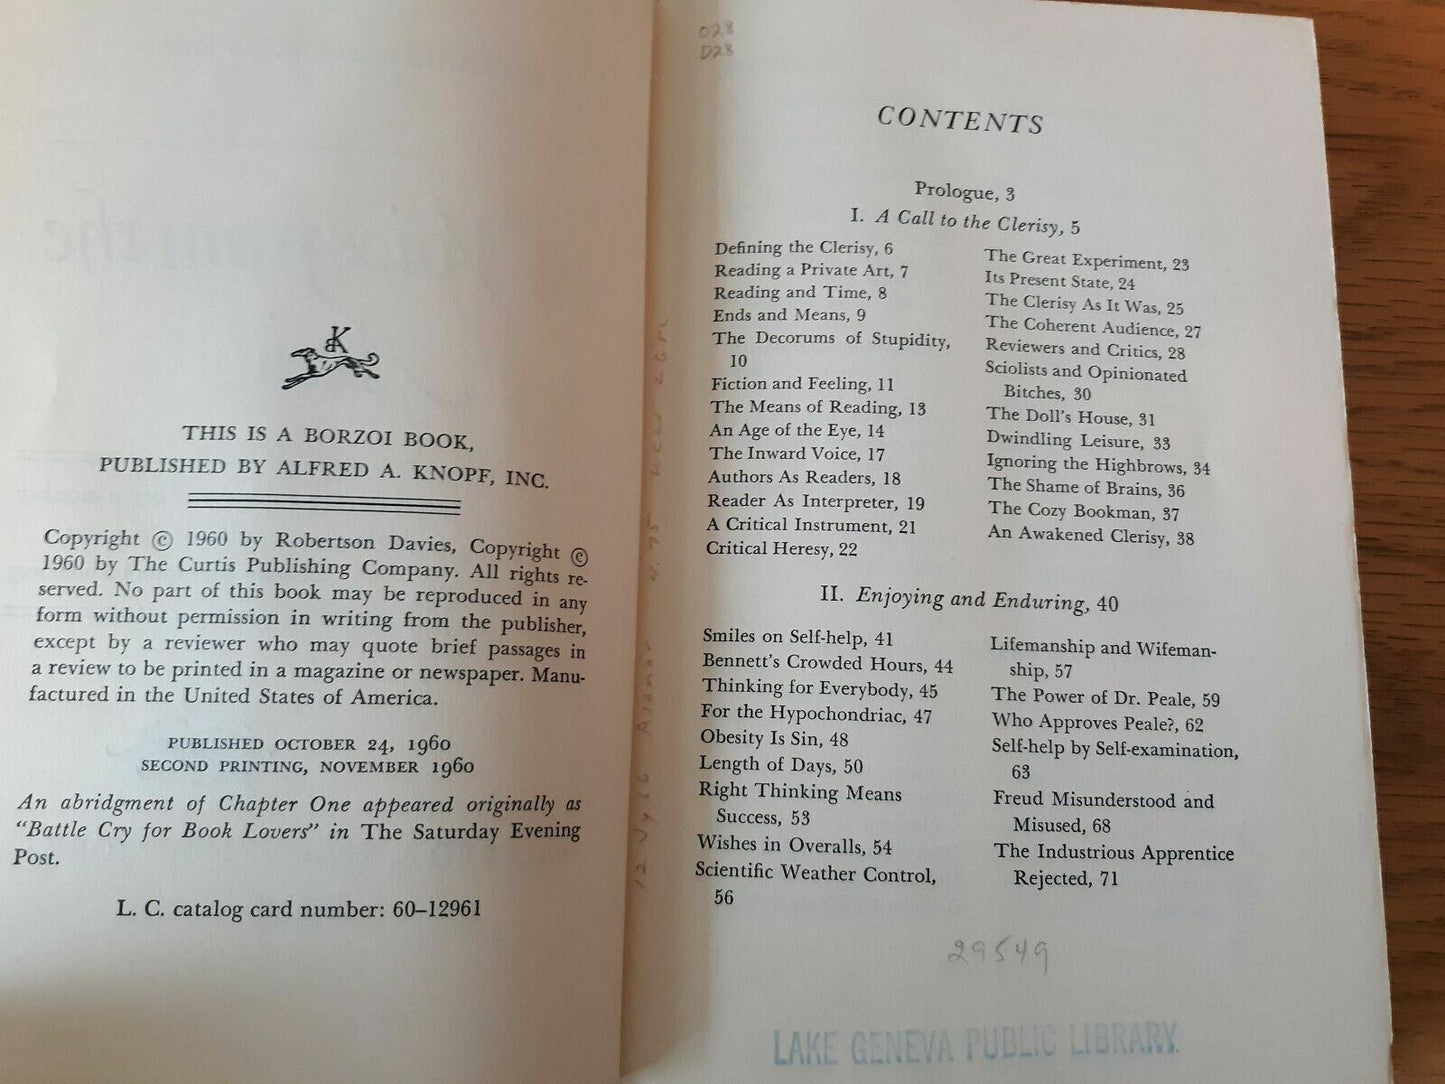 K
THIS IS A BORZOI BOOK,
PUBLISHED BY ALFRED A. KNOPF, INC.
Copyright © 1960 by Robertson Davies, Copyright ©
1960 by The Curtis Publishing Company. All rights re-
served. No part of this book may be reproduced in any
form without permission in writing from the publisher,
except by a reviewer who may quote brief passages in
a review to be printed in a magazine or newspaper. Manu-
factured in the United States of America.
PUBLISHED OCTOBER 24, 1960
SECOND PRINTING, NOVEMBER 1960
An abridgment of Chapter One appeared originally as
"Battle Cry for Book Lovers" in The Saturday Evening
Post.
L. C. catalog card number: 60–12961
028
D28
CONTENTS
Prologue, 3
I. A Call to the Clerisy, 5
Defining the Clerisy, 6
Reading a Private Art, 7
Reading and Time, 8
Ends and Means, 9
The Decorums of Stupidity,
10
Fiction and Feeling, 11
The Means of Reading, 13
An Age of the Eye, 14
The Inward Voice, 17
Authors As Readers, 18
Reader As Interpreter, 19
A Critical Instrument, 21
Critical Heresy, 22
The Great Experiment, 23
Its Present State, 24
The Clerisy As It Was, 25
The Coherent Audience, 27
Reviewers and Critics, 28
Sciolists and Opinionated
Bitches, 30
The Doll's House, 31
Dwindling Leisure, 33
Ignoring the Highbrows, 34
The Shame of Brains, 36
The Cozy Bookman, 37
An Awakened Clerisy, 38
II. Enjoying and Enduring, 40
Smiles on Self-help, 41
Bennett's Crowded Hours, 44
Thinking for Everybody, 45
For the Hypochondriac, 47
Obesity Is Sin, 48
Length of Days, 50
Right Thinking Means
Success, 53
Wishes in Overalls, 54
Scientific Weather Control,
56
Lifemanship and Wifeman-
ship, 57
The Power of Dr. Peale, 59
Who Approves Peale?, 62
Self-help by Self-examination,
63
Freud Misunderstood and
Misused, 68
The Industrious Apprentice
Rejected, 71
29549
LAKE GENEVA PUBLIC LIBRARY.